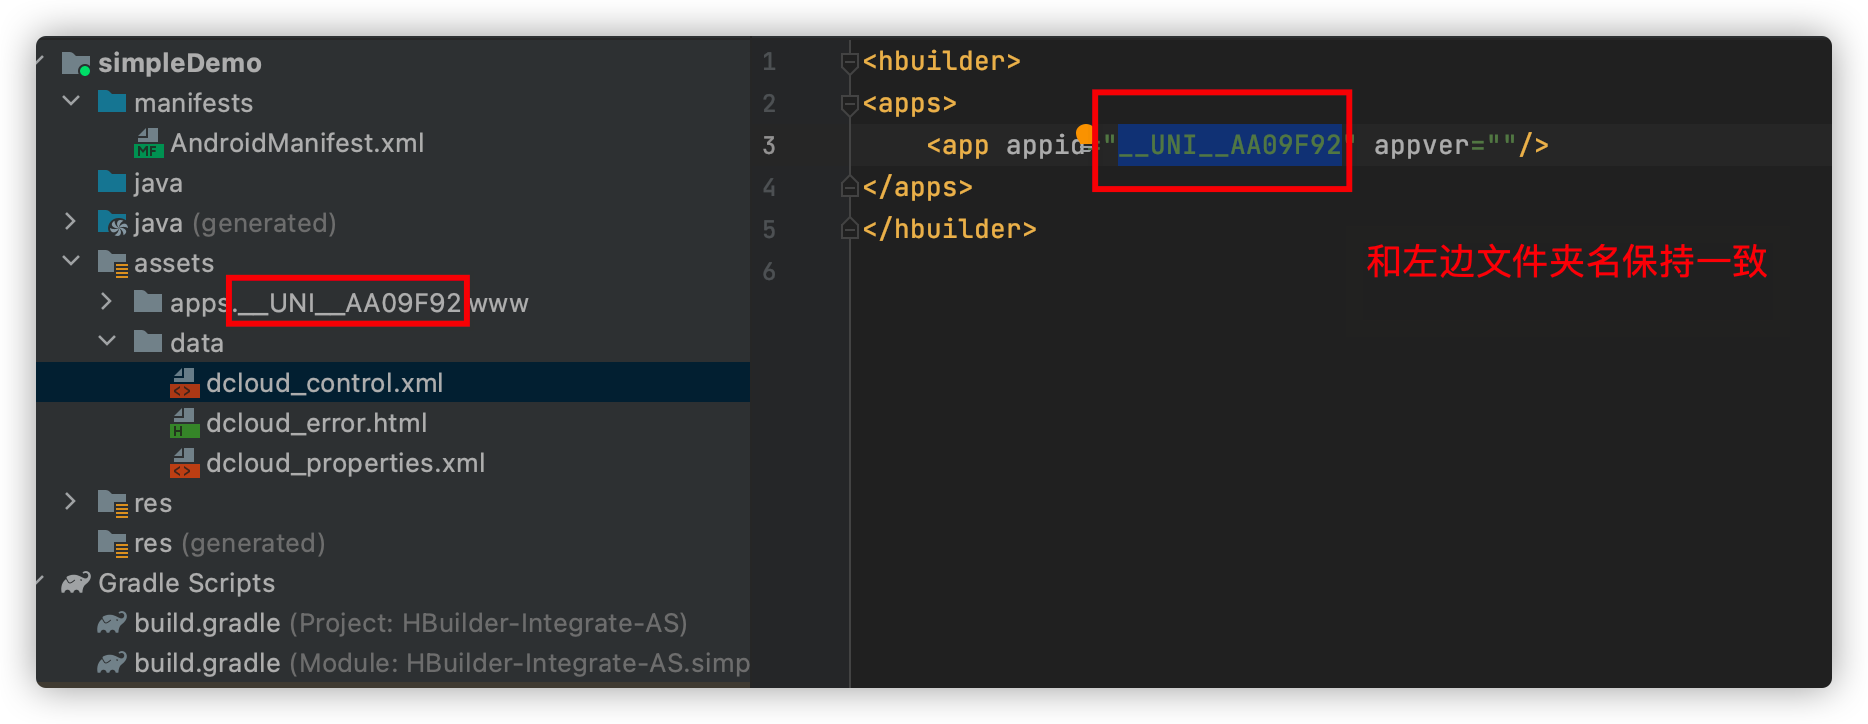 simpleDemo
manifests
AndroidManifest.xml
java
java (generated)
assets
apps.__UNI__AA09F92.www
data
dcloud_control.xml
dcloud_error.html
dcloud_properties.xml
res
res (generated)
Gradle Scripts
build.gradle (Project: HBuilder-Integrate-AS)
build.gradle (Module: HBuilder-Integrate-AS.simp
1 <hbuilder>
2 <apps>
3 <app appid="__UNI__AA09F92" appver=""/>
4 </apps>
5 </hbuilder>
6
和左边文件夹名保持一致